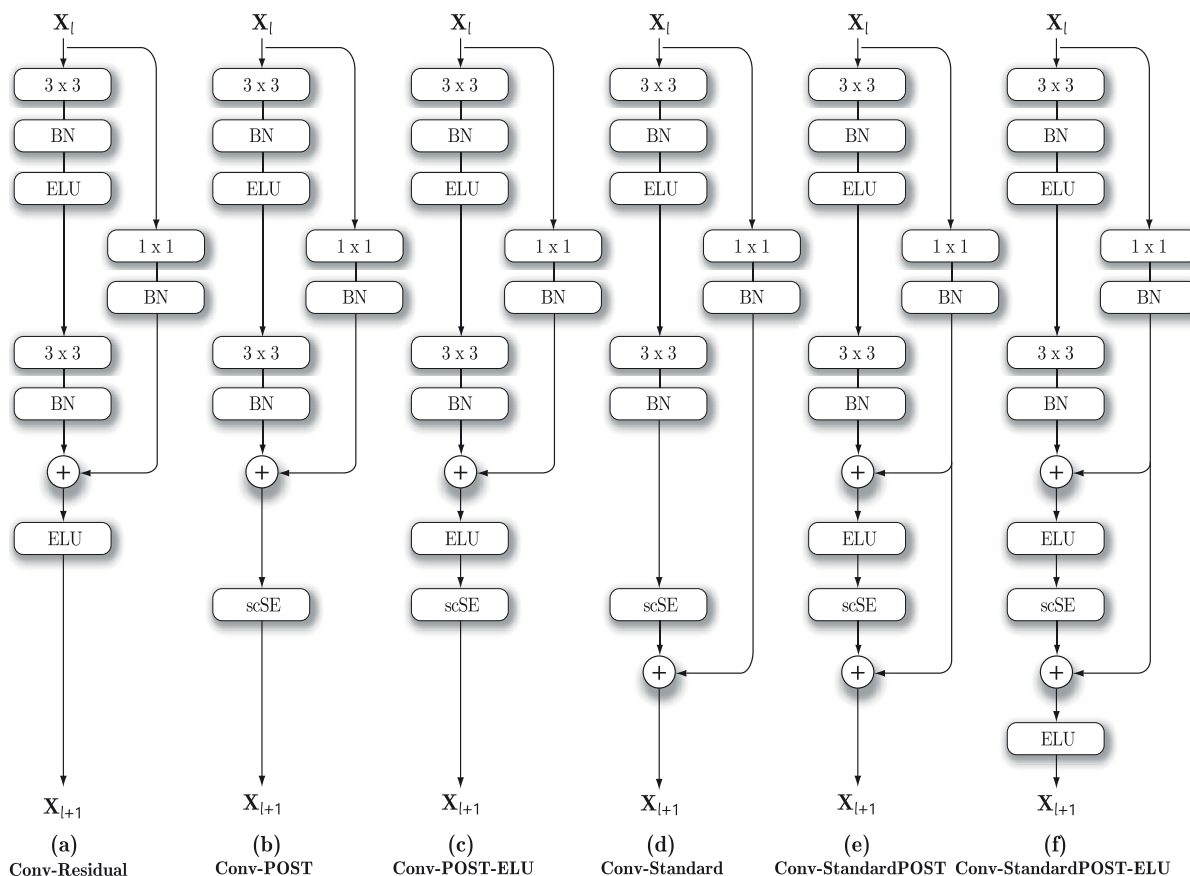 X_l X_l X_l X_l X_l X_l
3 x 3 3 x 3 3 x 3 3 x 3 3 x 3 3 x 3
BN BN BN BN BN BN
ELU ELU ELU ELU ELU ELU
1 x 1 1 x 1 1 x 1 1 x 1 1 x 1 1 x 1
BN BN BN BN BN BN
3 x 3 3 x 3 3 x 3 3 x 3 3 x 3 3 x 3
BN BN BN BN BN BN
+ + + + +
ELU ELU ELU ELU
scSE scSE scSE scSE scSE
+ + +
ELU
X_{l+1} X_{l+1} X_{l+1} X_{l+1} X_{l+1} X_{l+1}
(a) (b) (c) (d) (e) (f)
Conv-Residual Conv-POST Conv-POST-ELU Conv-Standard Conv-StandardPOST Conv-StandardPOST-ELU